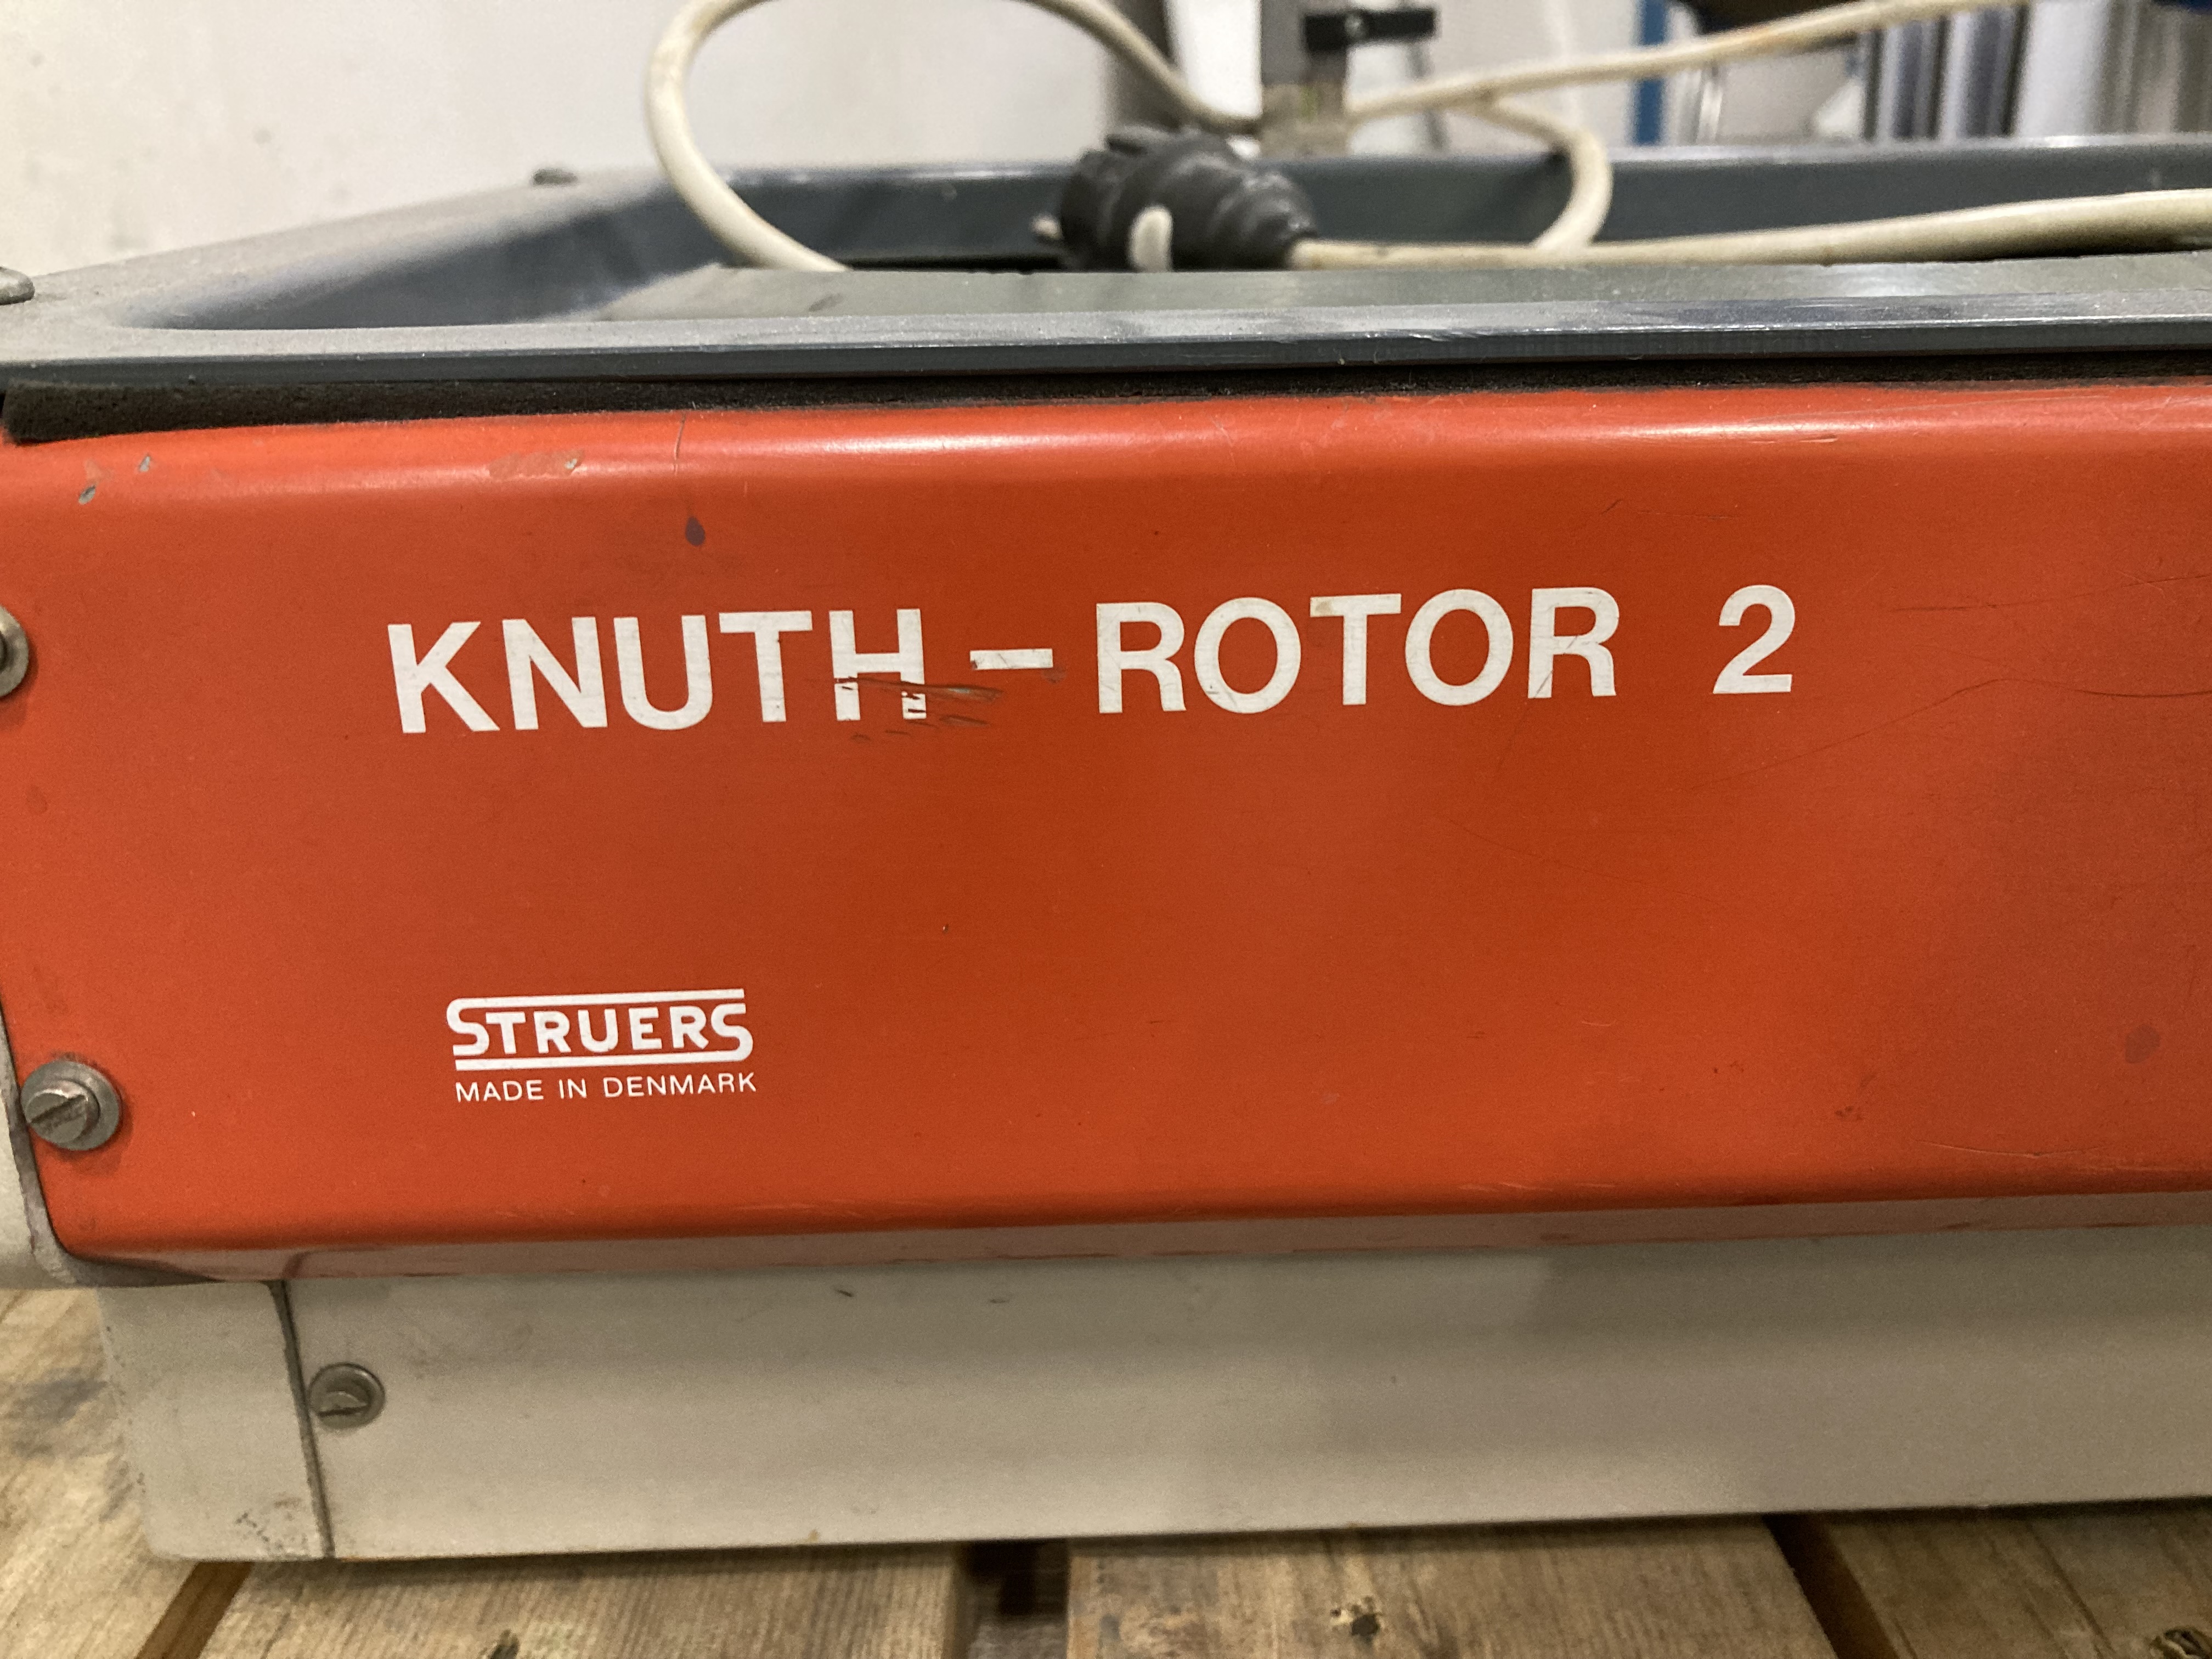 KNUTH-ROTOR 2
STRUERS
MADE IN DENMARK